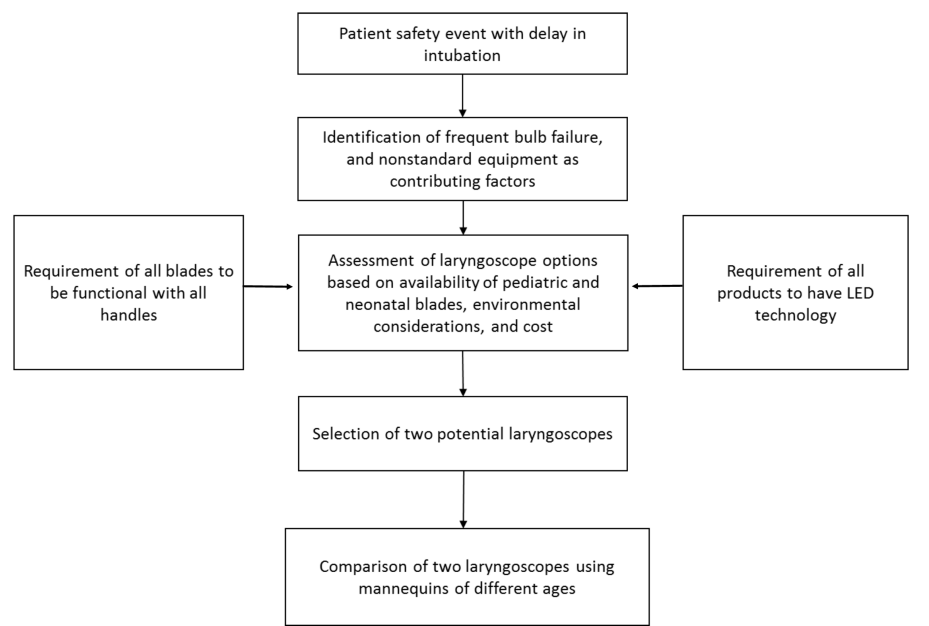 Patient safety event with delay in
intubation
Identification of frequent bulb failure,
and nonstandard equipment as
contributing factors
Requirement of all blades to
be functional with all
handles
Assessment of laryngoscope options
based on availability of pediatric and
neonatal blades, environmental
considerations, and cost
Requirement of all
products to have LED
technology
Selection of two potential laryngoscopes
Comparison of two laryngoscopes using
mannequins of different ages